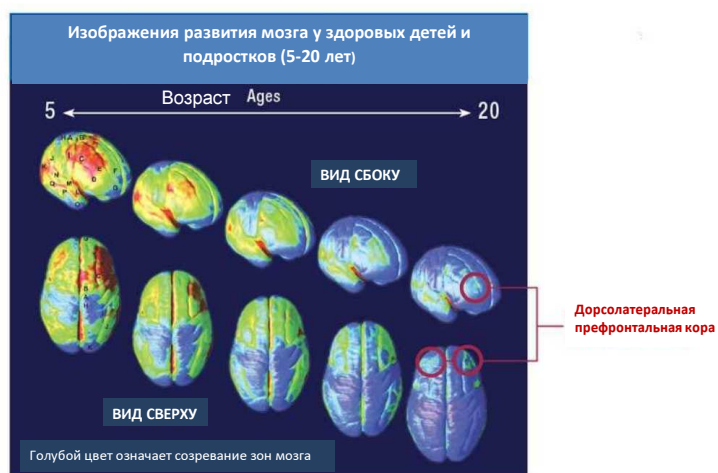 Изображения развития мозга у здоровых детей и
подростков (5-20 лет)
5 Возраст Ages 20
ВИД СБОКУ
Дорсолатеральная
префронтальная кора
ВИД СВЕРХУ
Голубой цвет означает созревание зон мозга